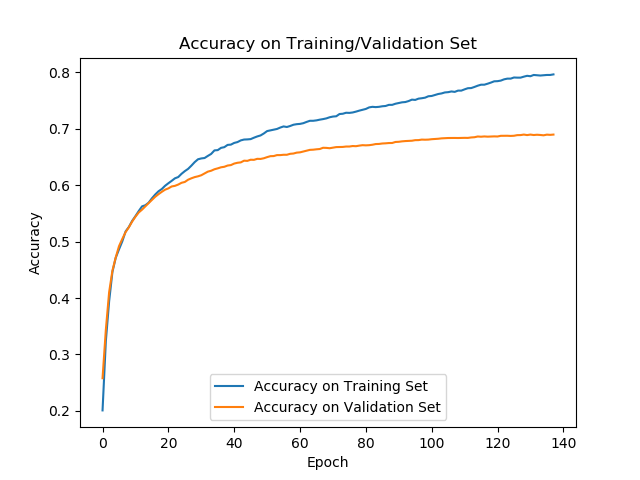 Accuracy on Training/Validation Set
Accuracy
0.8
0.7
0.6
0.5
0.4
0.3
0.2
Accuracy on Training Set
Accuracy on Validation Set
0 20 40 60 80 100 120 140
Epoch